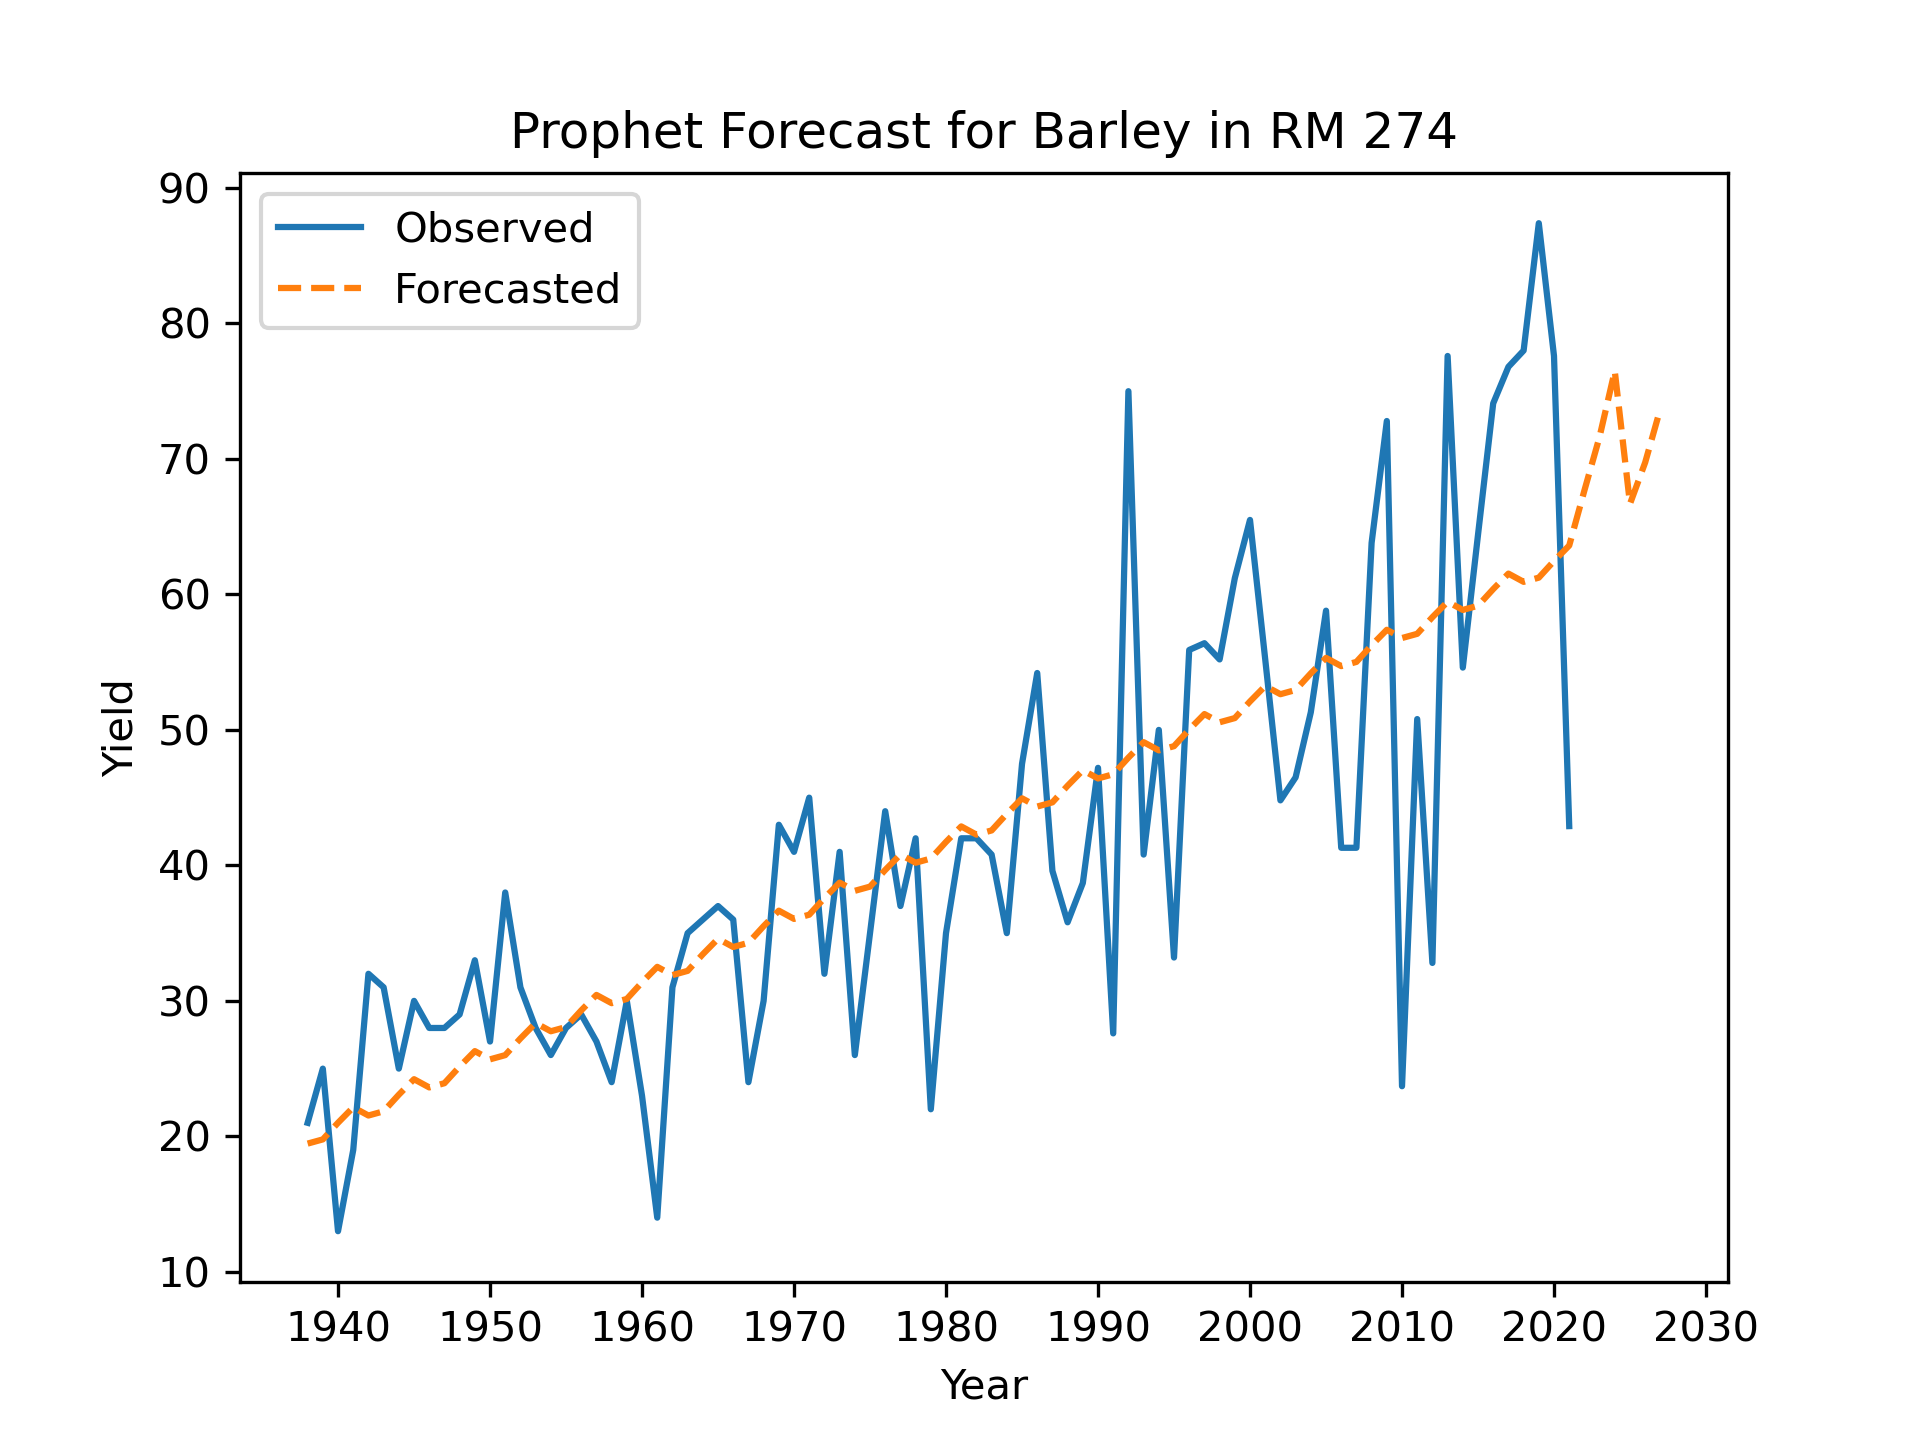 Prophet Forecast for Barley in RM 274
Observed
Forecasted
90
80
70
60
50
40
30
20
10
Yield
1940 1950 1960 1970 1980 1990 2000 2010 2020 2030
Year